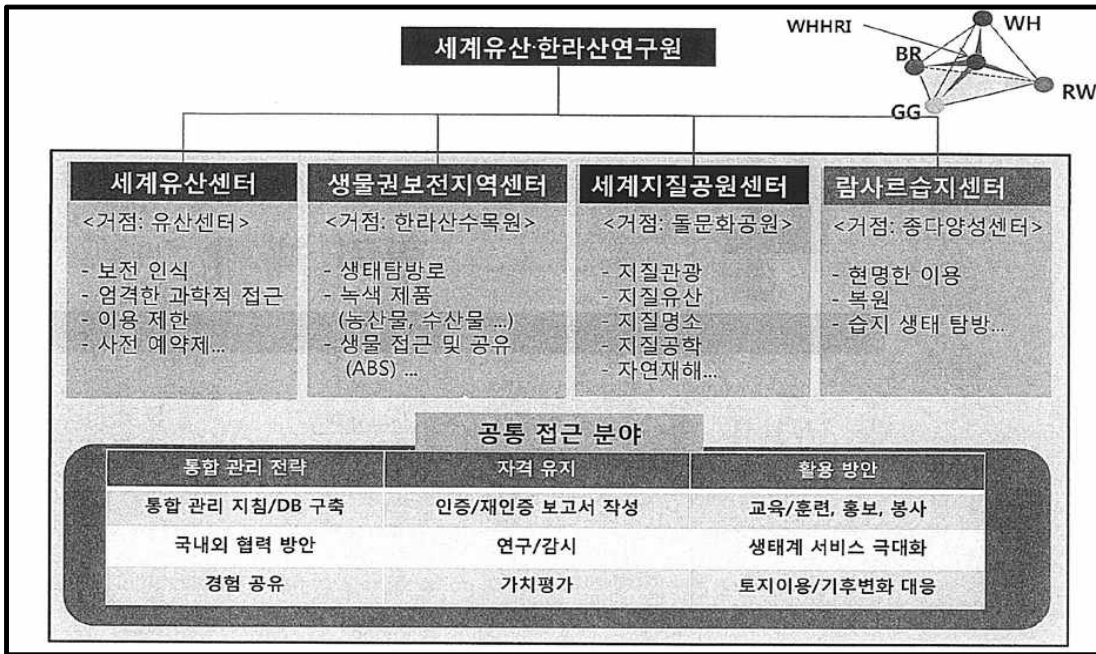 세계유산·한라산연구원
WHHRI
WH
BR
RW
GG
세계유산센터
<거점: 유산센터>
- 보전 인식
- 엄격한 과학적 접근
- 이용 제한
- 사전 예약제...
생물권보전지역센터
<거점: 한라산수목원>
- 생태탐방로
- 녹색 제품
(농산물, 수산물 ...)
- 생물 접근 및 공유
(ABS) ...
세계지질공원센터
<거점: 돌문화공원>
- 지질관광
- 지질유산
- 지질명소
- 지질공학
- 자연재해...
람사르습지센터
<거점: 종다양성센터>
- 현명한 이용
- 복원
- 습지 생태 탐방...
공통 접근 분야
통합 관리 전략
자격 유지
활용 방안
통합 관리 지침/DB 구축
인증/재인증 보고서 작성
교육/훈련, 홍보, 봉사
국내외 협력 방안
연구/감시
생태계 서비스 극대화
경험 공유
가치평가
토지이용/기후변화 대응